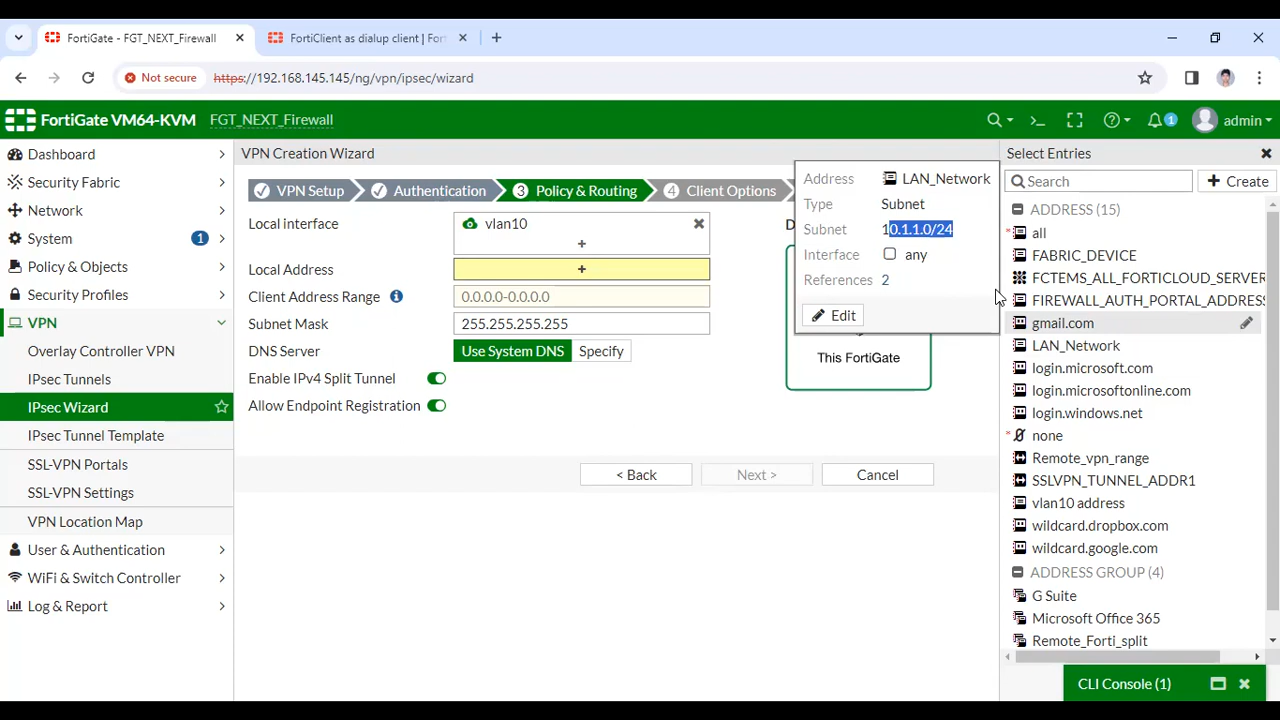 FortiGate - FGT_NEXT_Firewall
FortiClient as dialup client | Fort
Not secure
https://192.168.145.145/ng/vpn/ipsec/wizard
FortiGate VM64-KVM
FGT_NEXT_Firewall
1
admin
Dashboard
Security Fabric
Network
System
1
Policy & Objects
Security Profiles
VPN
Overlay Controller VPN
IPsec Tunnels
IPsec Wizard
IPsec Tunnel Template
SSL-VPN Portals
SSL-VPN Settings
VPN Location Map
User & Authentication
WiFi & Switch Controller
Log & Report
VPN Creation Wizard
VPN Setup
Authentication
3 Policy & Routing
4 Client Options
Local interface
vlan10
Local Address
Client Address Range
0.0.0.0-0.0.0.0
Subnet Mask
255.255.255.255
DNS Server
Use System DNS
Specify
Enable IPv4 Split Tunnel
Allow Endpoint Registration
This FortiGate
< Back
Next >
Cancel
Address LAN_Network
Type Subnet
Subnet 10.1.1.0/24
Interface any
References 2
Edit
Select Entries
Search
+ Create
ADDRESS (15)
all
FABRIC_DEVICE
FCTEMS_ALL_FORTICLOUD_SERVER
FIREWALL_AUTH_PORTAL_ADDRESS
gmail.com
LAN_Network
login.microsoft.com
login.microsoftonline.com
login.windows.net
none
Remote_vpn_range
SSLVPN_TUNNEL_ADDR1
vlan10 address
wildcard.dropbox.com
wildcard.google.com
ADDRESS GROUP (4)
G Suite
Microsoft Office 365
Remote_Forti_split
CLI Console (1)